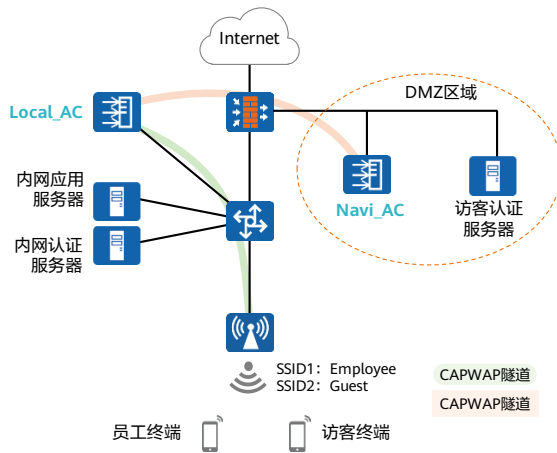 Internet
DMZ区域
Local_AC
Navi_AC
访客认证
服务器
内网应用
服务器
内网认证
服务器
SSID1：Employee
SSID2：Guest
CAPWAP隧道
CAPWAP隧道
员工终端
访客终端